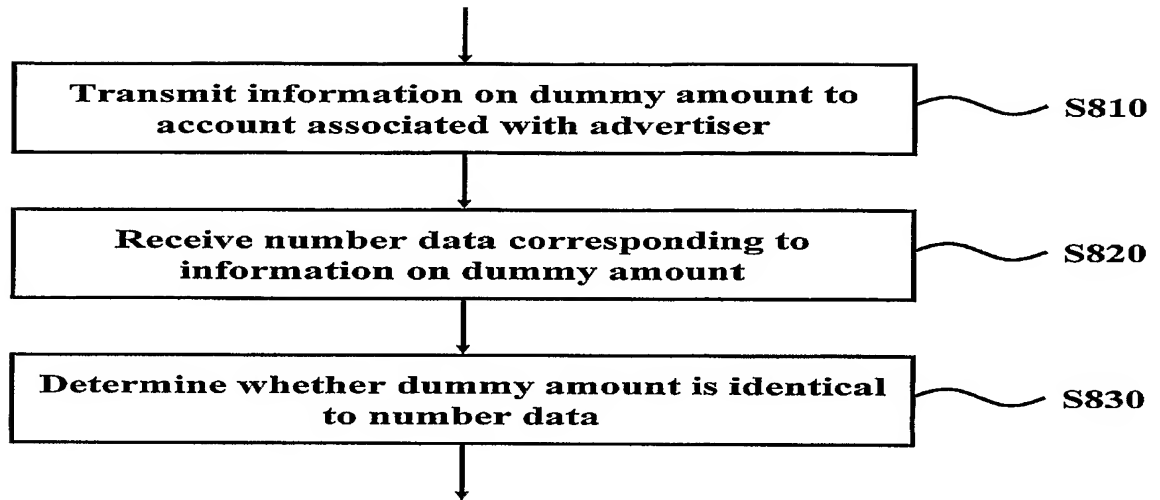 Transmit information on dummy amount to
account associated with advertiser
S810
Receive number data corresponding to
information on dummy amount
S820
Determine whether dummy amount is identical
to number data
S830